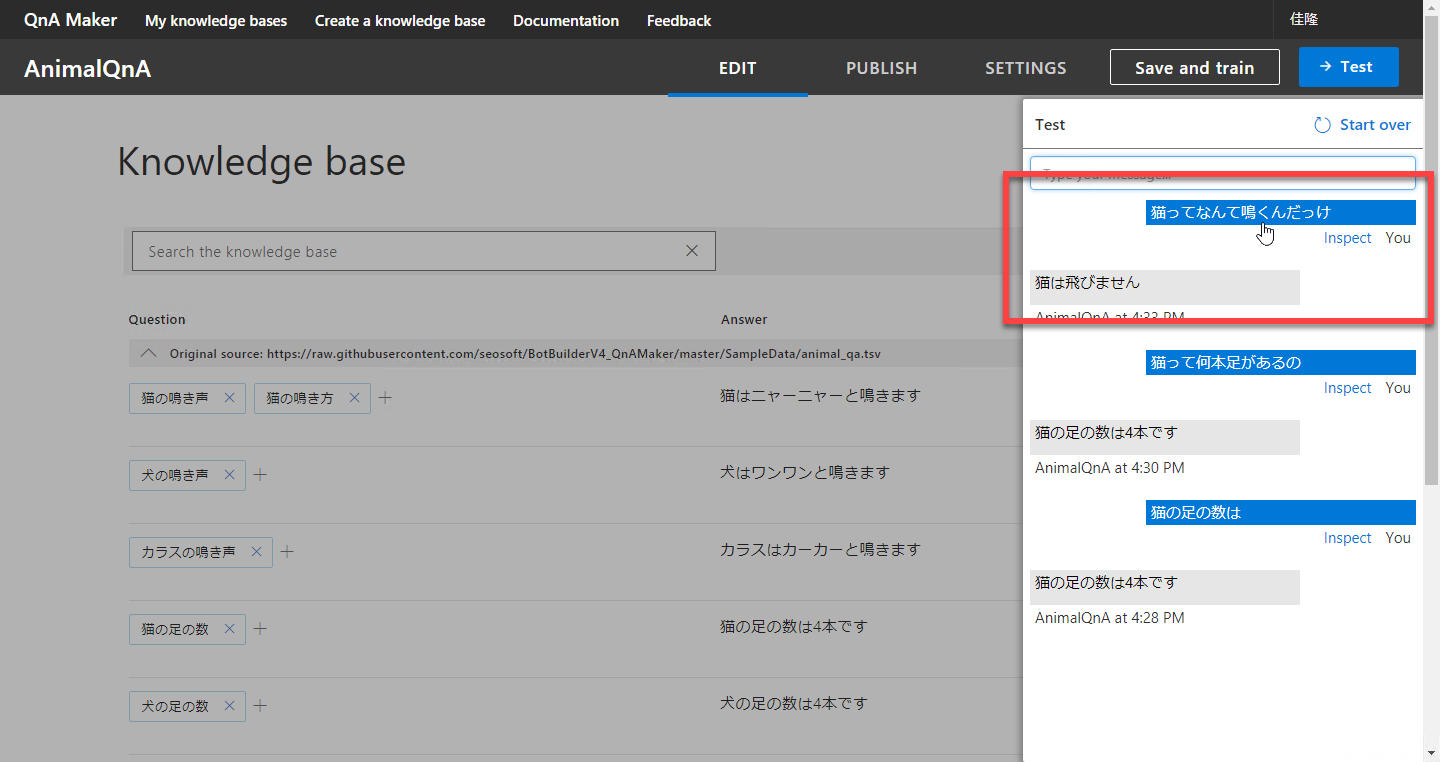 QnA Maker My knowledge bases Create a knowledge base Documentation Feedback 佳隆
AnimalQnA EDIT PUBLISH SETTINGS Save and train → Test
Knowledge base
Search the knowledge base
Question Answer
Original source: https://raw.githubusercontent.com/seosoft/BotBuilderV4_QnAMaker/master/SampleData/animal_qa.tsv
猫の鳴き声 猫の鳴き方 猫はニャーニャーと鳴きます
犬の鳴き声 犬はワンワンと鳴きます
カラスの鳴き声 カラスはカーカーと鳴きます
猫の足の数 猫の足の数は4本です
犬の足の数 犬の足の数は4本です
Test Start over
Type your message...
猫ってなんて鳴くんだっけ
Inspect You
猫は飛びません
AnimalQnA at 4:33 PM
猫って何本足があるの
Inspect You
猫の足の数は4本です
AnimalQnA at 4:30 PM
猫の足の数は
Inspect You
猫の足の数は4本です
AnimalQnA at 4:28 PM